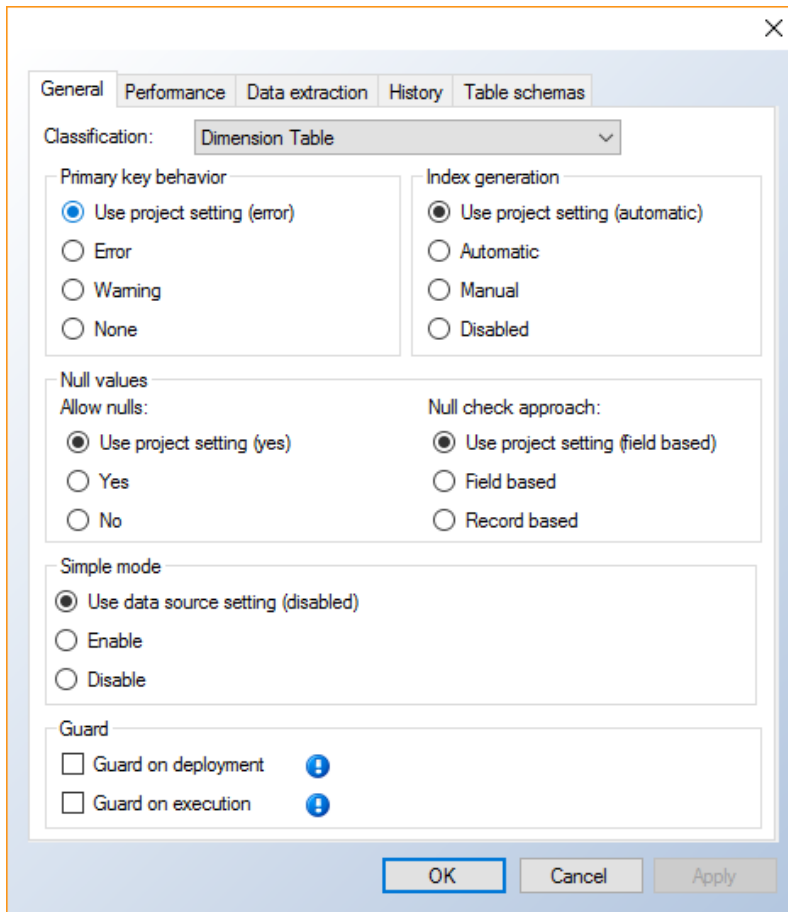 General Performance Data extraction History Table schemas
Classification: Dimension Table
Primary key behavior
Use project setting (error)
Error
Warning
None
Index generation
Use project setting (automatic)
Automatic
Manual
Disabled
Null values
Allow nulls:
Use project setting (yes)
Yes
No
Null check approach:
Use project setting (field based)
Field based
Record based
Simple mode
Use data source setting (disabled)
Enable
Disable
Guard
Guard on deployment
Guard on execution
OK Cancel Apply